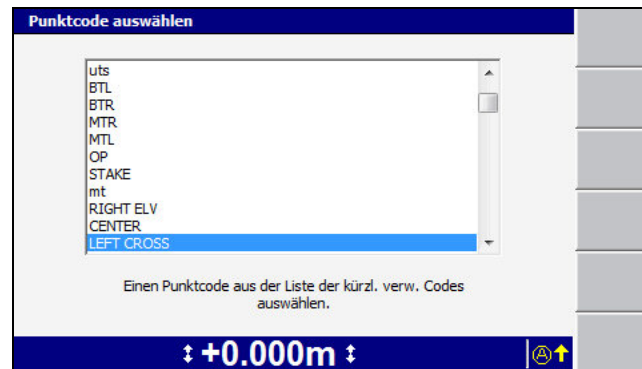 Punktcode auswählen
uts
BTL
BTR
MTR
MTL
OP
STAKE
mt
RIGHT ELV
CENTER
LEFT CROSS
Einen Punktcode aus der Liste der kürzl. verw. Codes
auswählen.
+0.000m
A